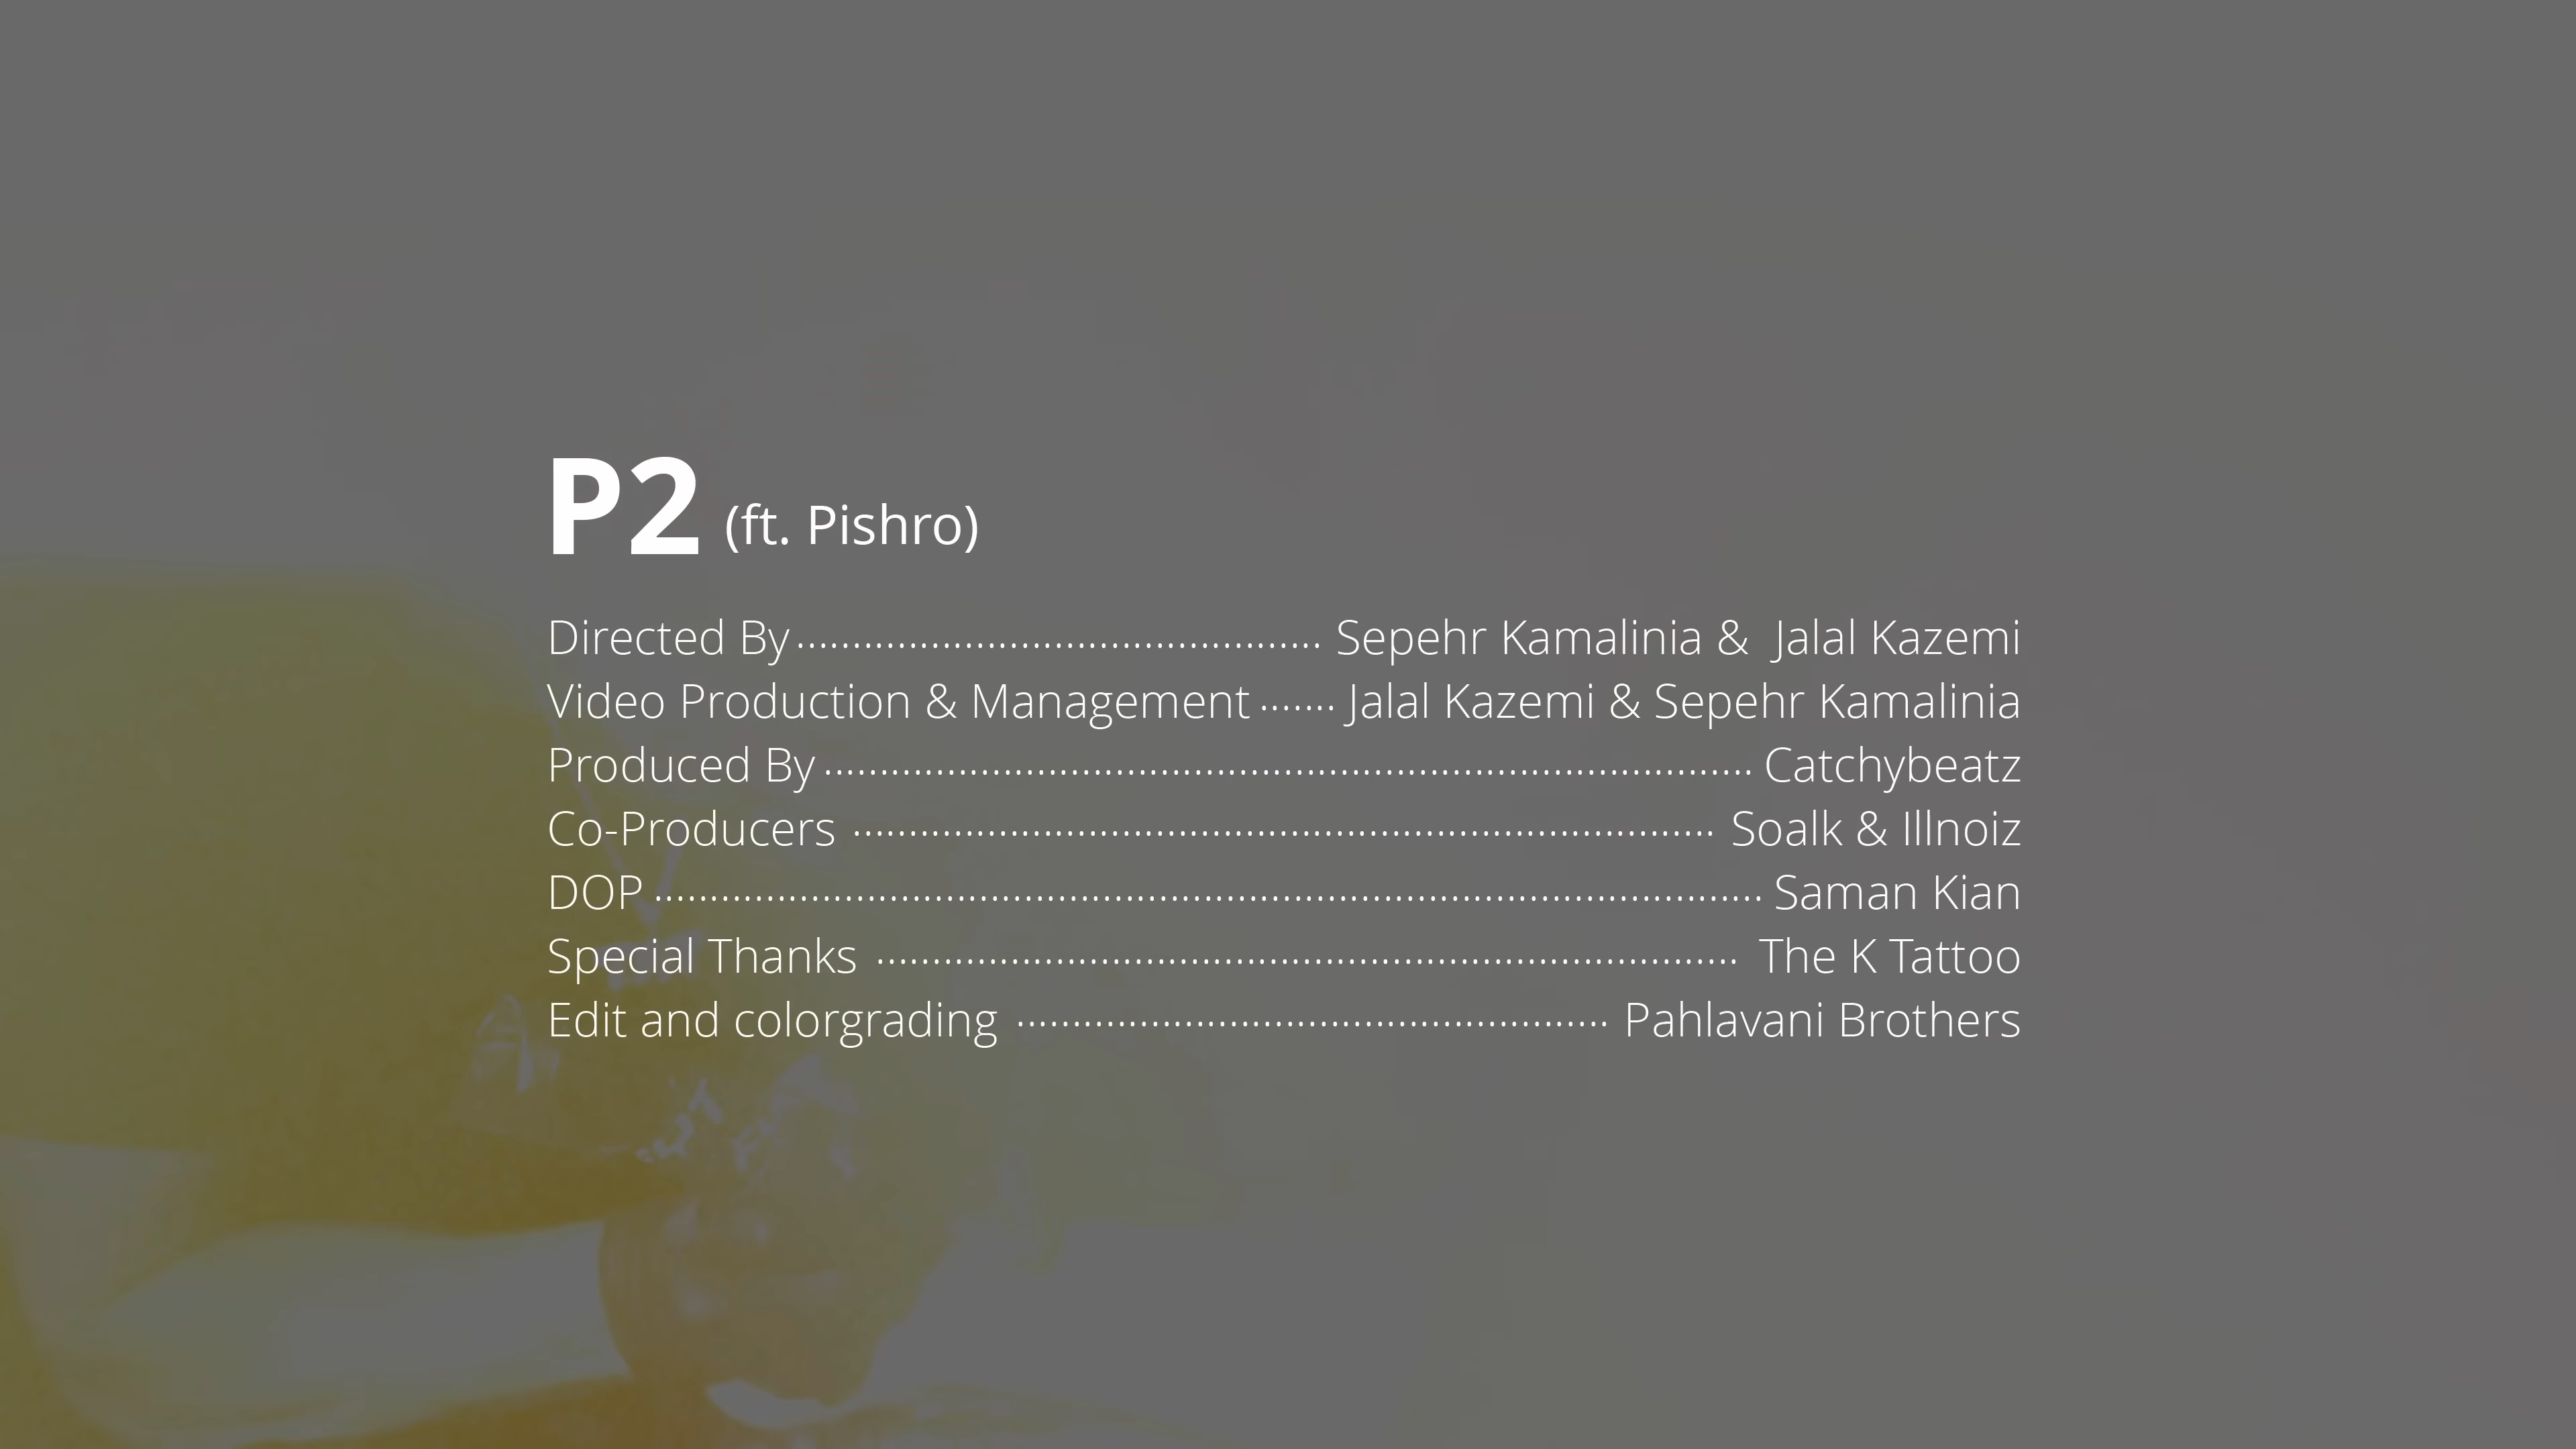 P2 (ft. Pishro)
Directed By ............................................... Sepehr Kamalinia & Jalal Kazemi
Video Production & Management ....... Jalal Kazemi & Sepehr Kamalinia
Produced By ................................................................................... Catchybeatz
Co-Producers ............................................................................. Soalk & Illnoiz
DOP ................................................................................................... Saman Kian
Special Thanks ............................................................................. The K Tattoo
Edit and colorgrading ..................................................... Pahlavani Brothers